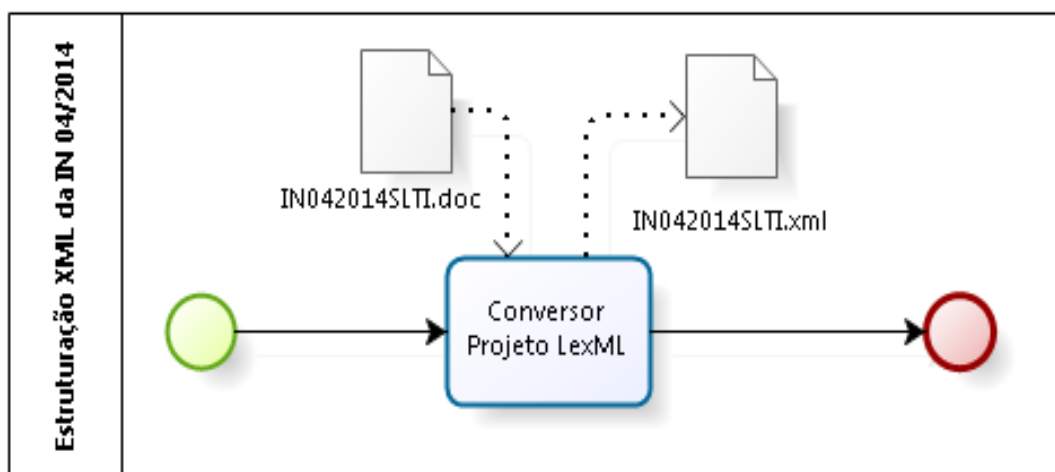 Estruturação XML da IN 04/2014
IN042014SLTI.doc
IN042014SLTI.xml
Conversor
Projeto LexML